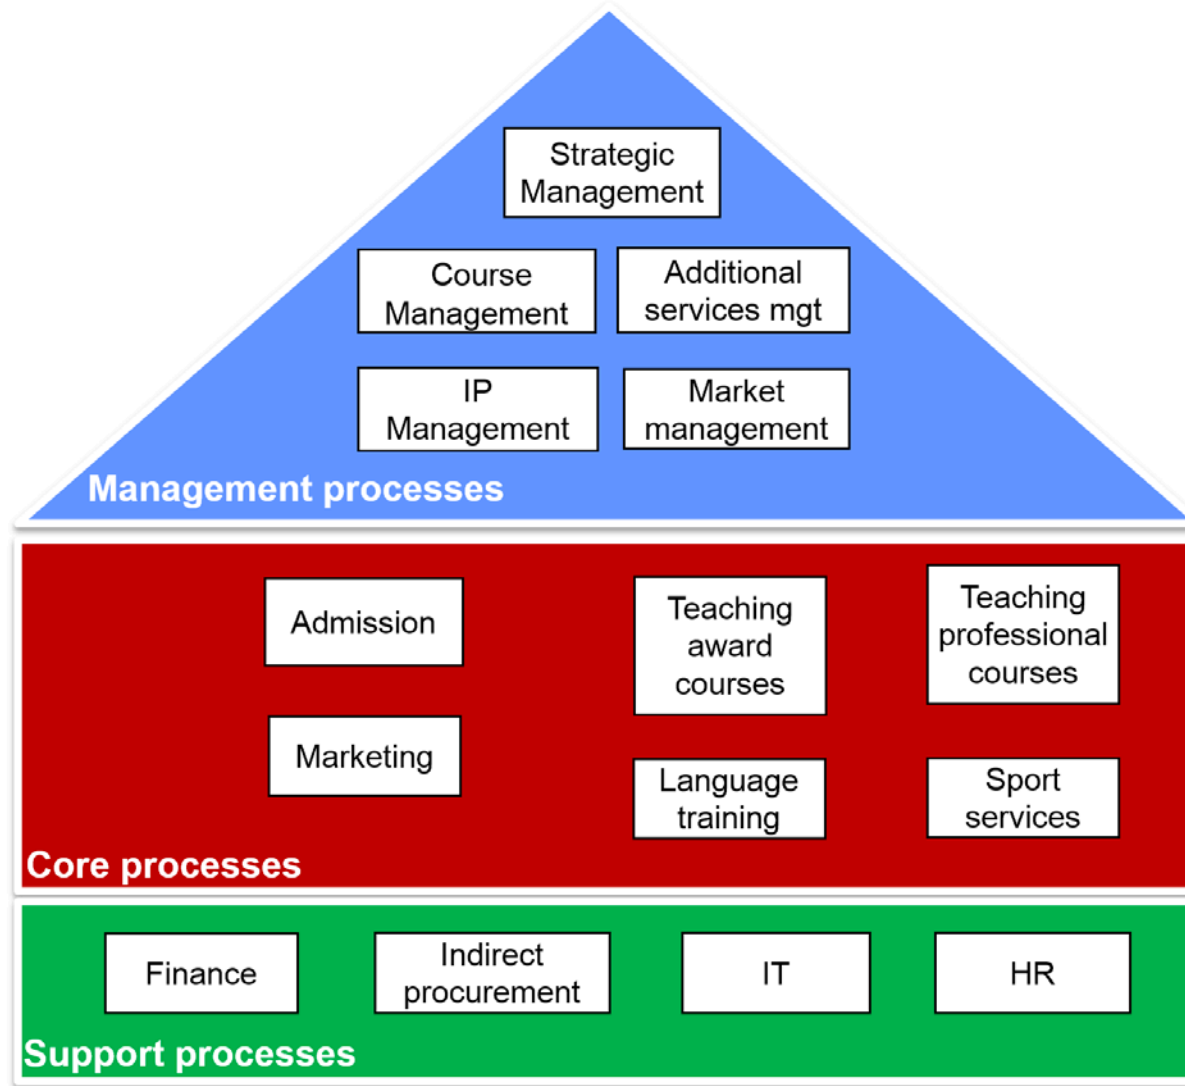 Strategic
Management
Course
Management
Additional
services mgt
IP
Management
Market
management
Management processes
Admission
Teaching
award
courses
Teaching
professional
courses
Marketing
Language
training
Sport
services
Core processes
Finance
Indirect
procurement
IT
HR
Support processes